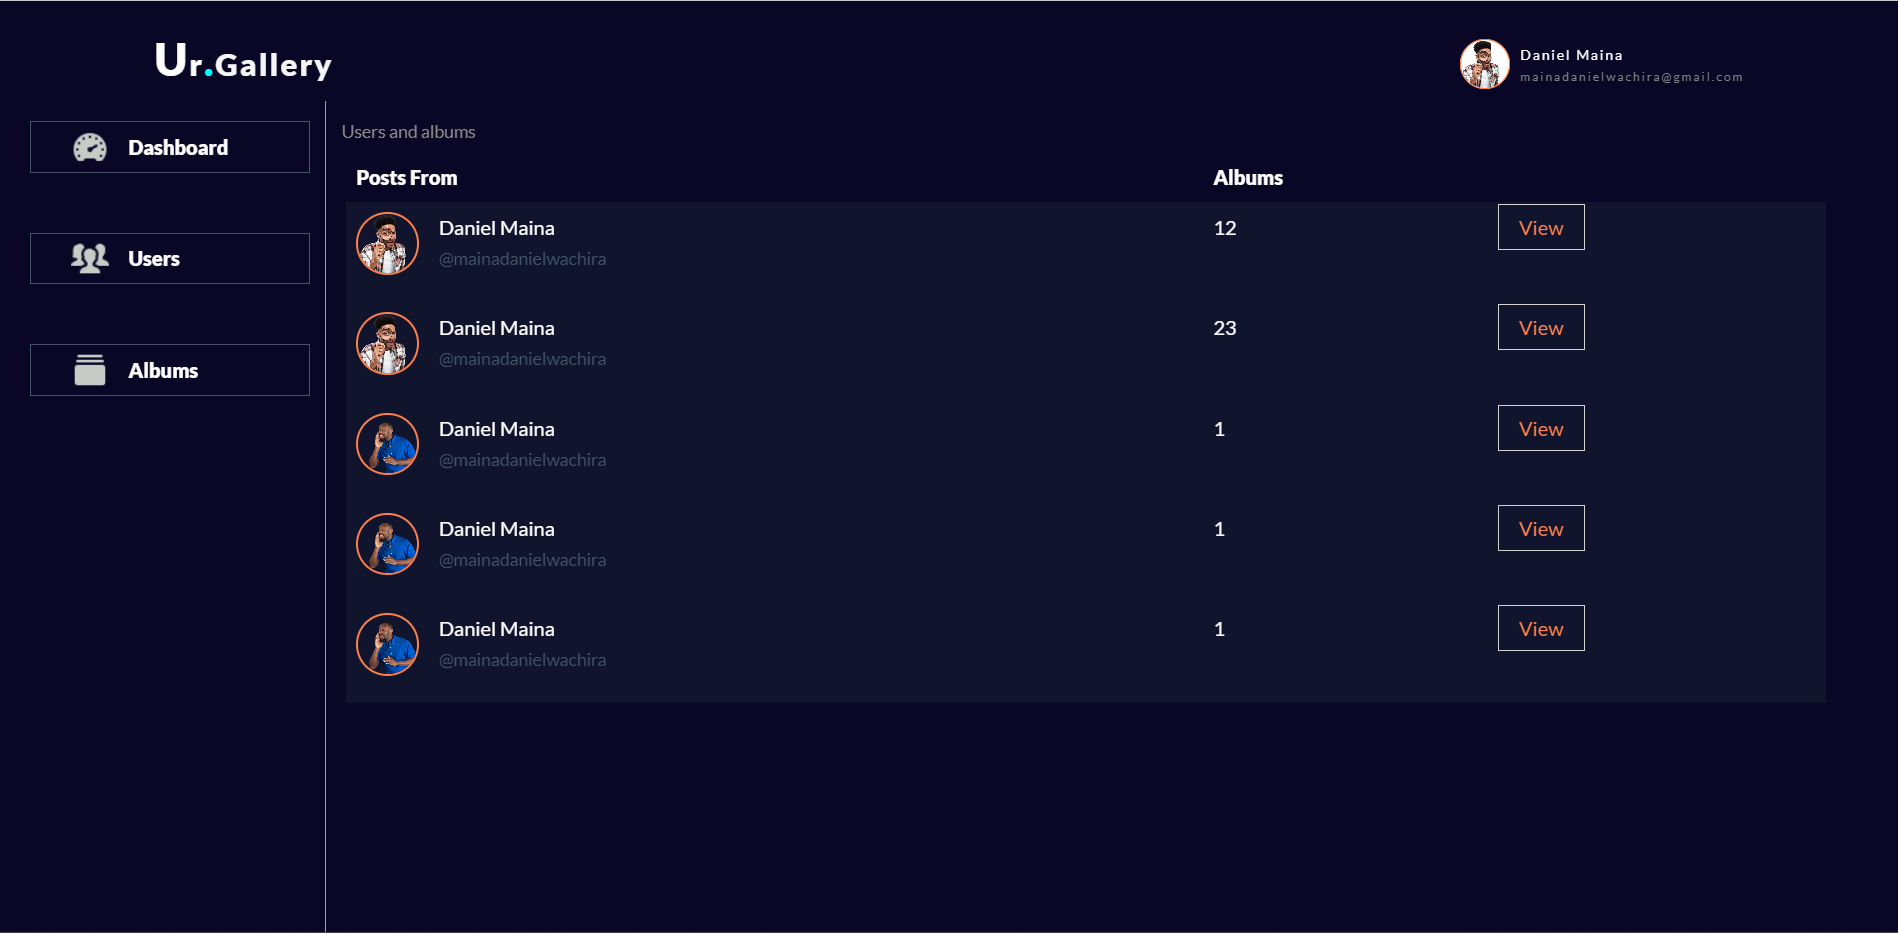 Ur.Gallery
Daniel Maina
mainadanielwachira@gmail.com
Dashboard
Users
Albums
Users and albums
Posts From Albums
Daniel Maina 12 View
@mainadanielwachira
Daniel Maina 23 View
@mainadanielwachira
Daniel Maina 1 View
@mainadanielwachira
Daniel Maina 1 View
@mainadanielwachira
Daniel Maina 1 View
@mainadanielwachira